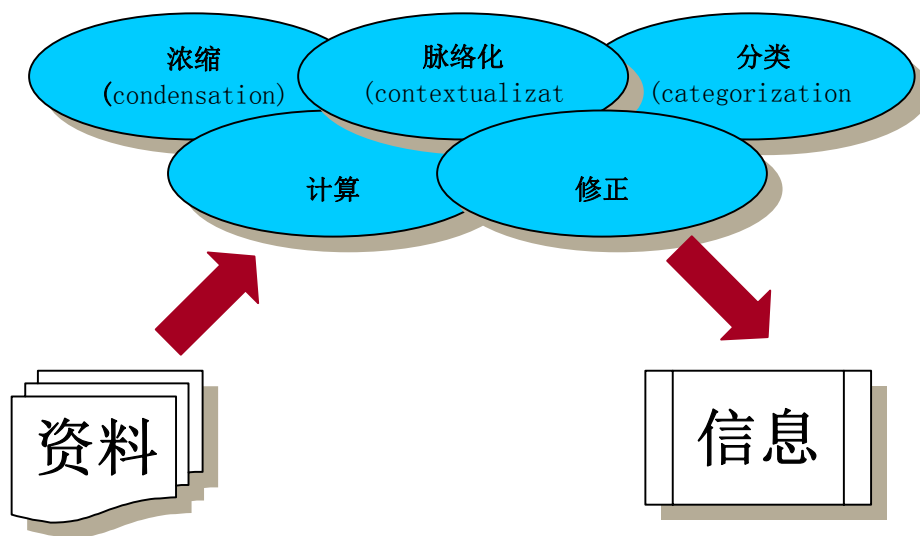 浓缩
(condensation)
脉络化
(contextualizat
分类
(categorization
计算
修正
资料
信息